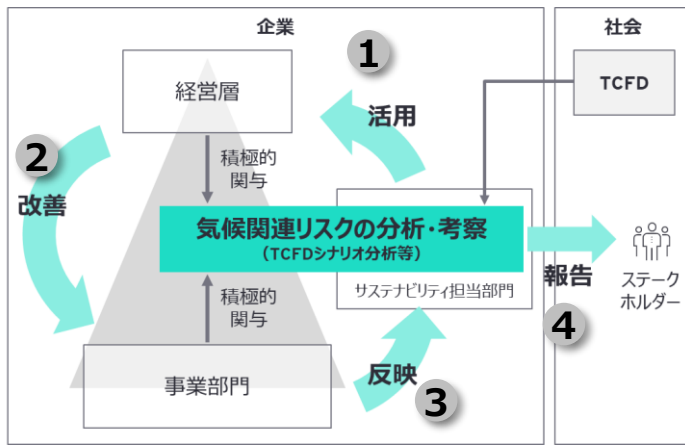 企業
社会
1
TCFD
経営層
活用
2
積極的
関与
改善
気候関連リスクの分析・考察
（TCFDシナリオ分析等）
報告
ステーク
ホルダー
サステナビリティ担当部門
積極的
関与
4
反映
3
事業部門